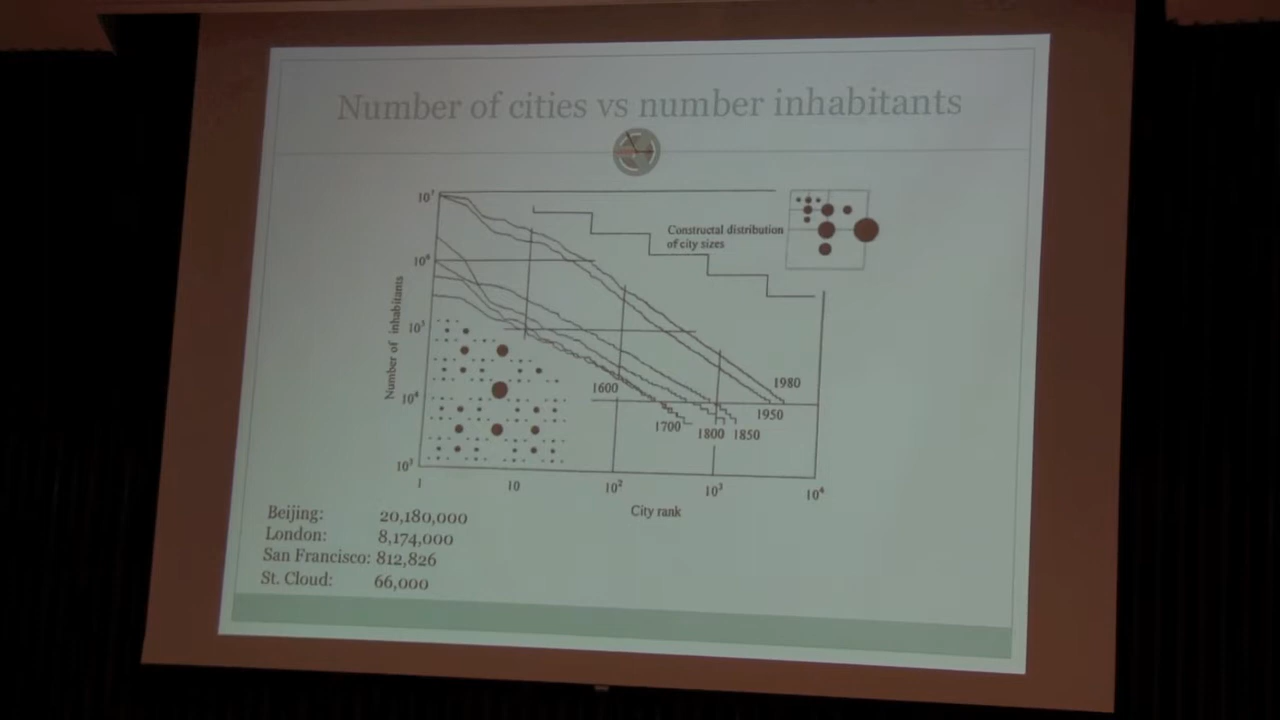 Number of cities vs number inhabitants
10⁷
Constructal distribution
of city sizes
10⁶
Number of inhabitants
10⁵
10⁴
10³
1600
1700
1800
1850
1950
1980
1
10
10²
10³
10⁴
City rank
Beijing: 20,180,000
London: 8,174,000
San Francisco: 812,826
St. Cloud: 66,000